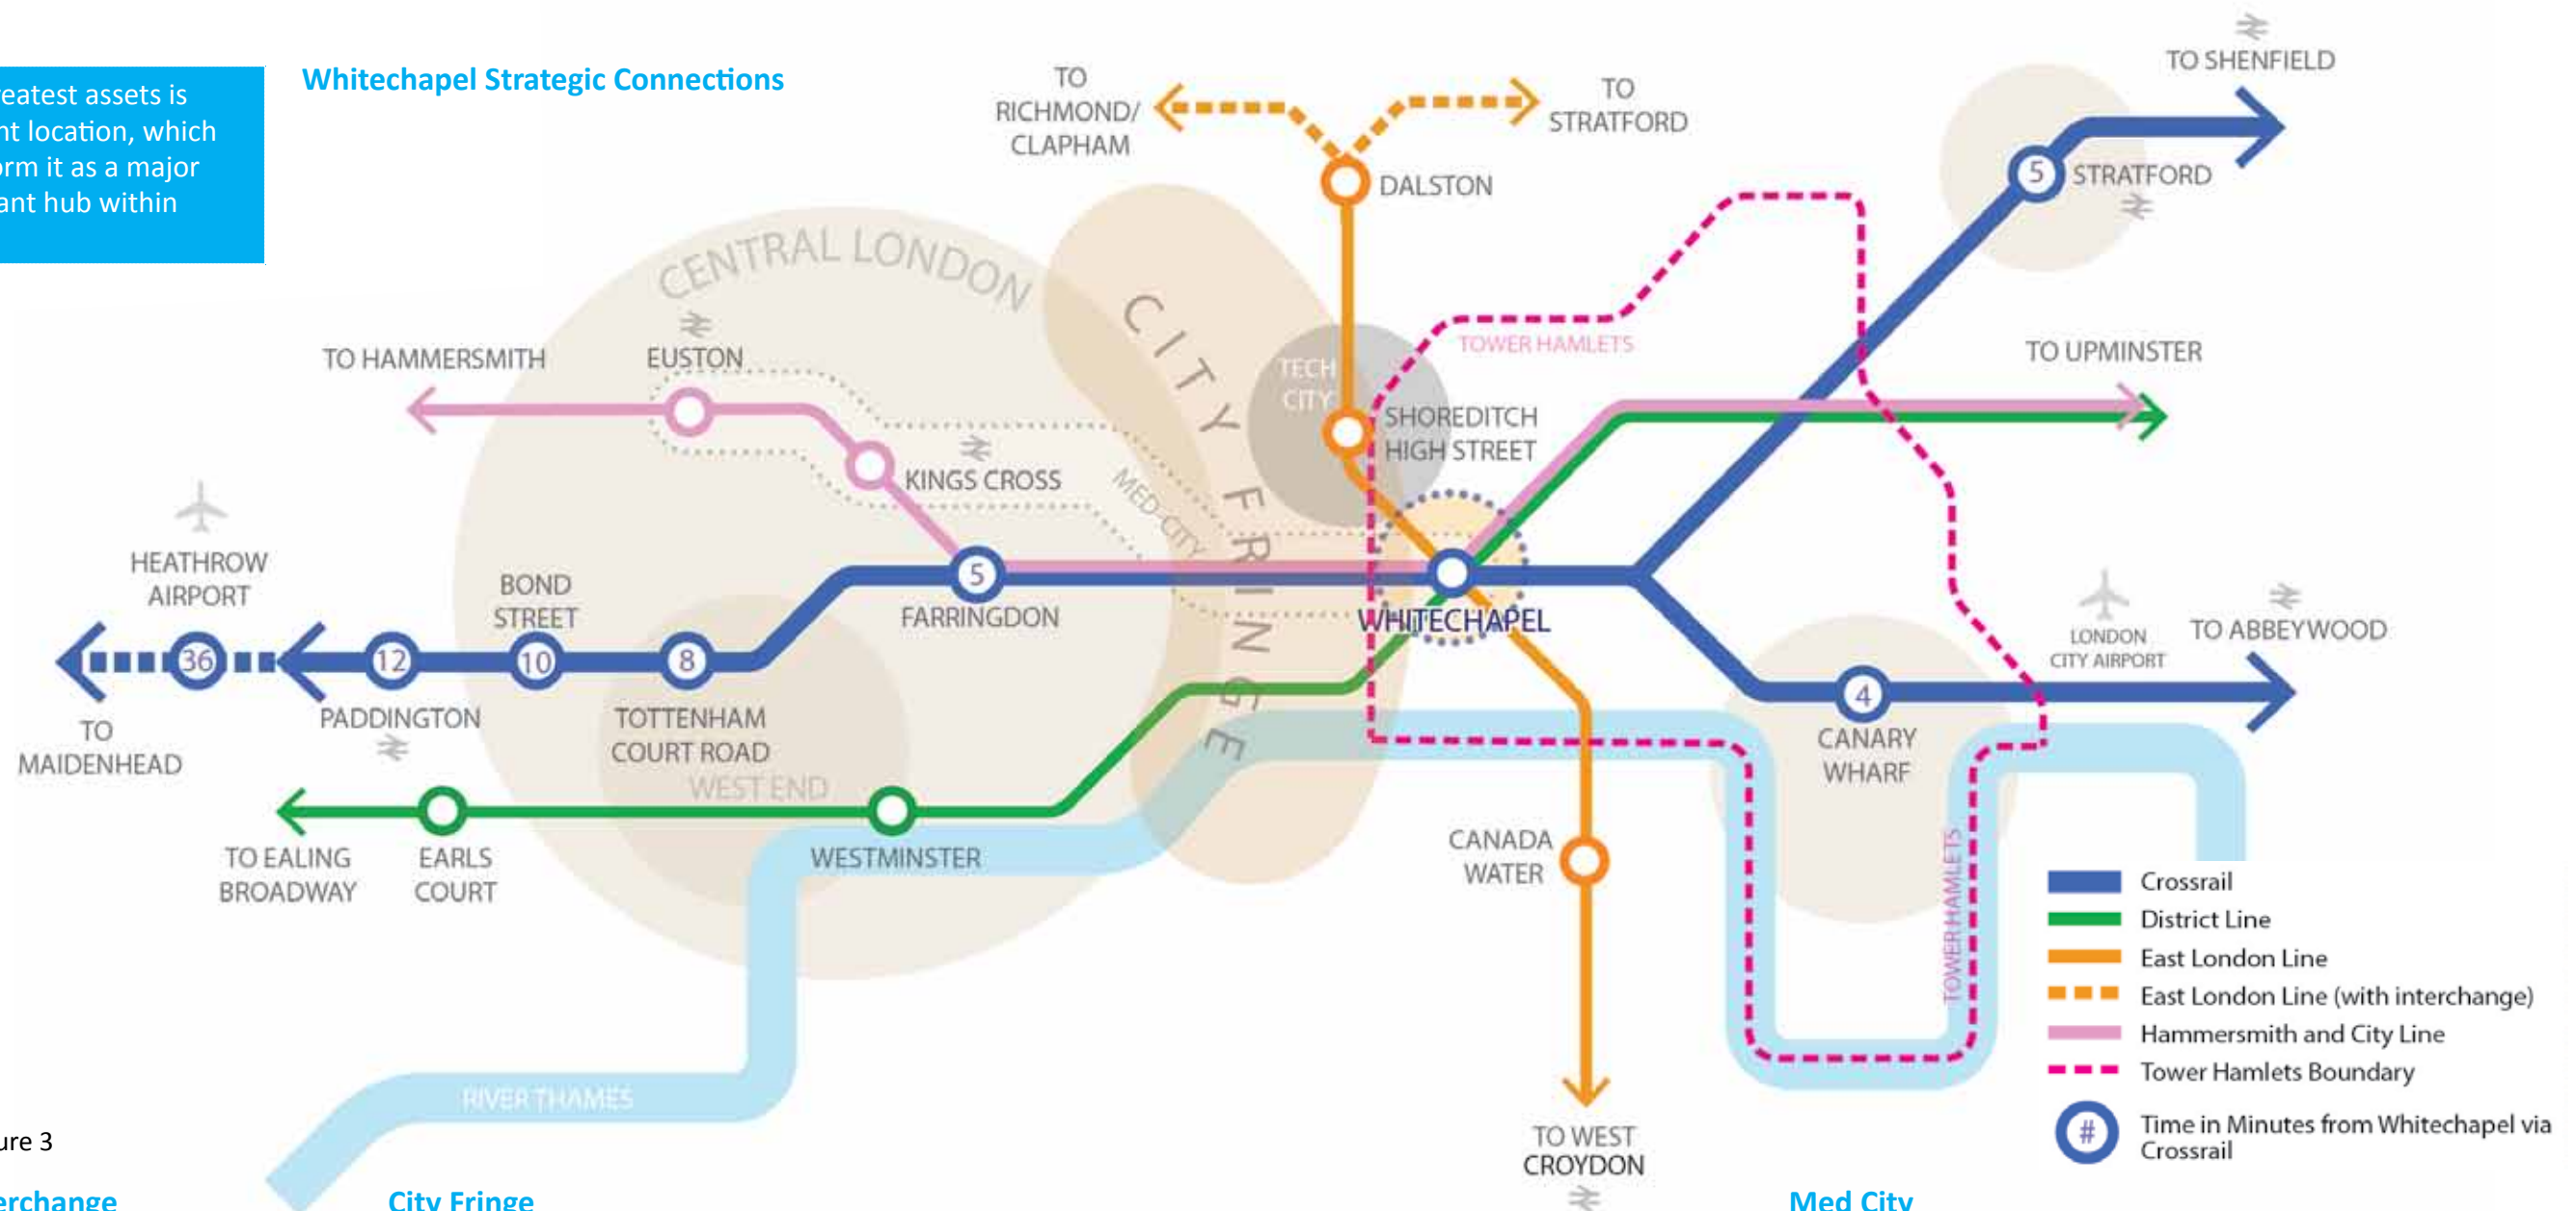 reatest assets is
nt location, which
orm it as a major
ant hub within
Whitechapel Strategic Connections
TO
RICHMOND/
CLAPHAM
TO
STRATFORD
DALSTON
TO SHENFIELD
5
STRATFORD
CENTRAL LONDON
CITY FRINGE
TECH
CITY
TOWER HAMLETS
TO HAMMERSMITH
EUSTON
TO UPMINSTER
SHOREDITCH
HIGH STREET
KINGS CROSS
MED-CITY
HEATHROW
AIRPORT
BOND
STREET
5
FARRINGDON
WHITECHAPEL
LONDON
CITY AIRPORT
TO ABBEYWOOD
36
12
10
8
4
TO
MAIDENHEAD
PADDINGTON
TOTTENHAM
COURT ROAD
WEST END
CANARY
WHARF
TO EALING
BROADWAY
EARLS
COURT
WESTMINSTER
CANADA
WATER
TOWER HAMLETS
RIVER THAMES
TO WEST
CROYDON
Crossrail
District Line
East London Line
East London Line (with interchange)
Hammersmith and City Line
Tower Hamlets Boundary
#
Time in Minutes from Whitechapel via
Crossrail
ure 3
erchange
City Fringe
Med City